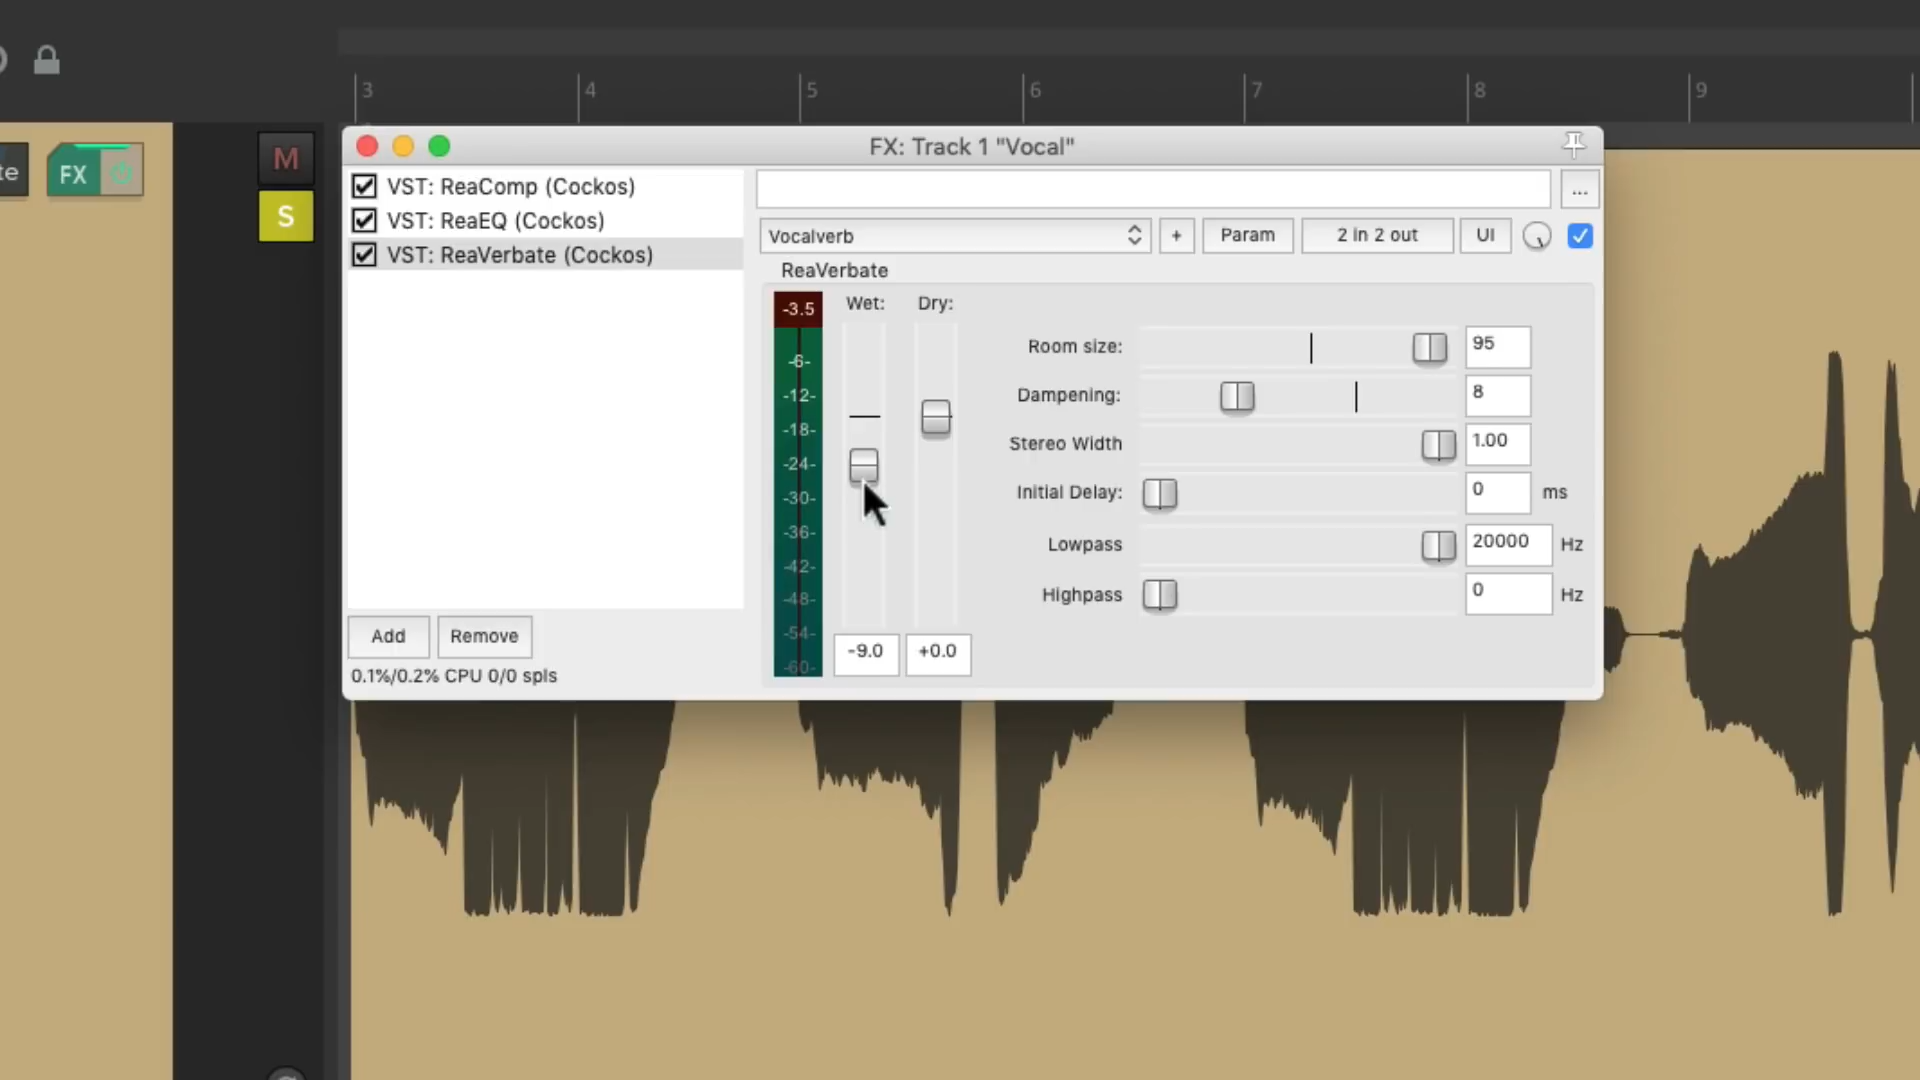 3 4 5 6 7 8 9
te FX M
S
FX: Track 1 "Vocal"
VST: ReaComp (Cockos)
VST: ReaEQ (Cockos)
VST: ReaVerbate (Cockos)
...
Vocalverb + Param 2 in 2 out UI
ReaVerbate
Wet: Dry:
-3.5
-6-
-12-
-18-
-24-
-30-
-36-
-42-
-48-
-54-
-60-
-9.0 +0.0
Room size: 95
Dampening: 8
Stereo Width 1.00
Initial Delay: 0 ms
Lowpass 20000 Hz
Highpass 0 Hz
Add Remove
0.1%/0.2% CPU 0/0 spls